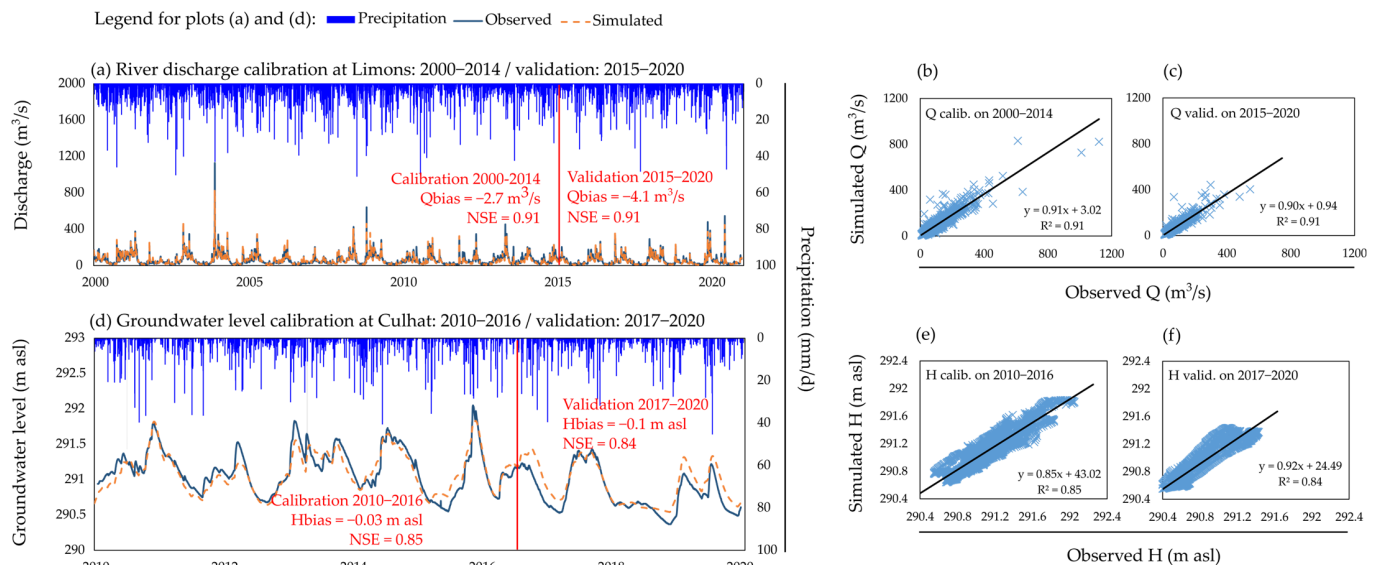 Legend for plots (a) and (d): Precipitation Observed Simulated
(a) River discharge calibration at Limons: 2000–2014 / validation: 2015–2020
Discharge (m³/s)
2000
1600
1200
800
400
0
0
20
40
60
80
100
Calibration 2000-2014
Qbias = −2.7 m³/s
NSE = 0.91
Validation 2015–2020
Qbias = −4.1 m³/s
NSE = 0.91
2000 2005 2010 2015 2020
Precipitation (mm/d)
(d) Groundwater level calibration at Culhat: 2010–2016 / validation: 2017–2020
Groundwater level (m asl)
293
292.5
292
291.5
291
290.5
290
0
20
40
60
80
100
Validation 2017–2020
Hbias = −0.1 m asl
NSE = 0.84
Calibration 2010–2016
Hbias = −0.03 m asl
NSE = 0.85
2010 2012 2014 2016 2018 2020
(b)
Simulated Q (m³/s)
1200
800
400
0
Q calib. on 2000–2014
y = 0.91x + 3.02
R² = 0.91
0 400 800 1200
(c)
1200
800
400
0
Q valid. on 2015–2020
y = 0.90x + 0.94
R² = 0.91
0 400 800 1200
Observed Q (m³/s)
(e)
Simulated H (m asl)
292.4
292
291.6
291.2
290.8
290.4
H calib. on 2010–2016
y = 0.85x + 43.02
R² = 0.85
290.4 290.8 291.2 291.6 292 292.4
(f)
292.4
292
291.6
291.2
290.8
290.4
H valid. on 2017–2020
y = 0.92x + 24.49
R² = 0.84
290.4 290.8 291.2 291.6 292 292.4
Observed H (m asl)